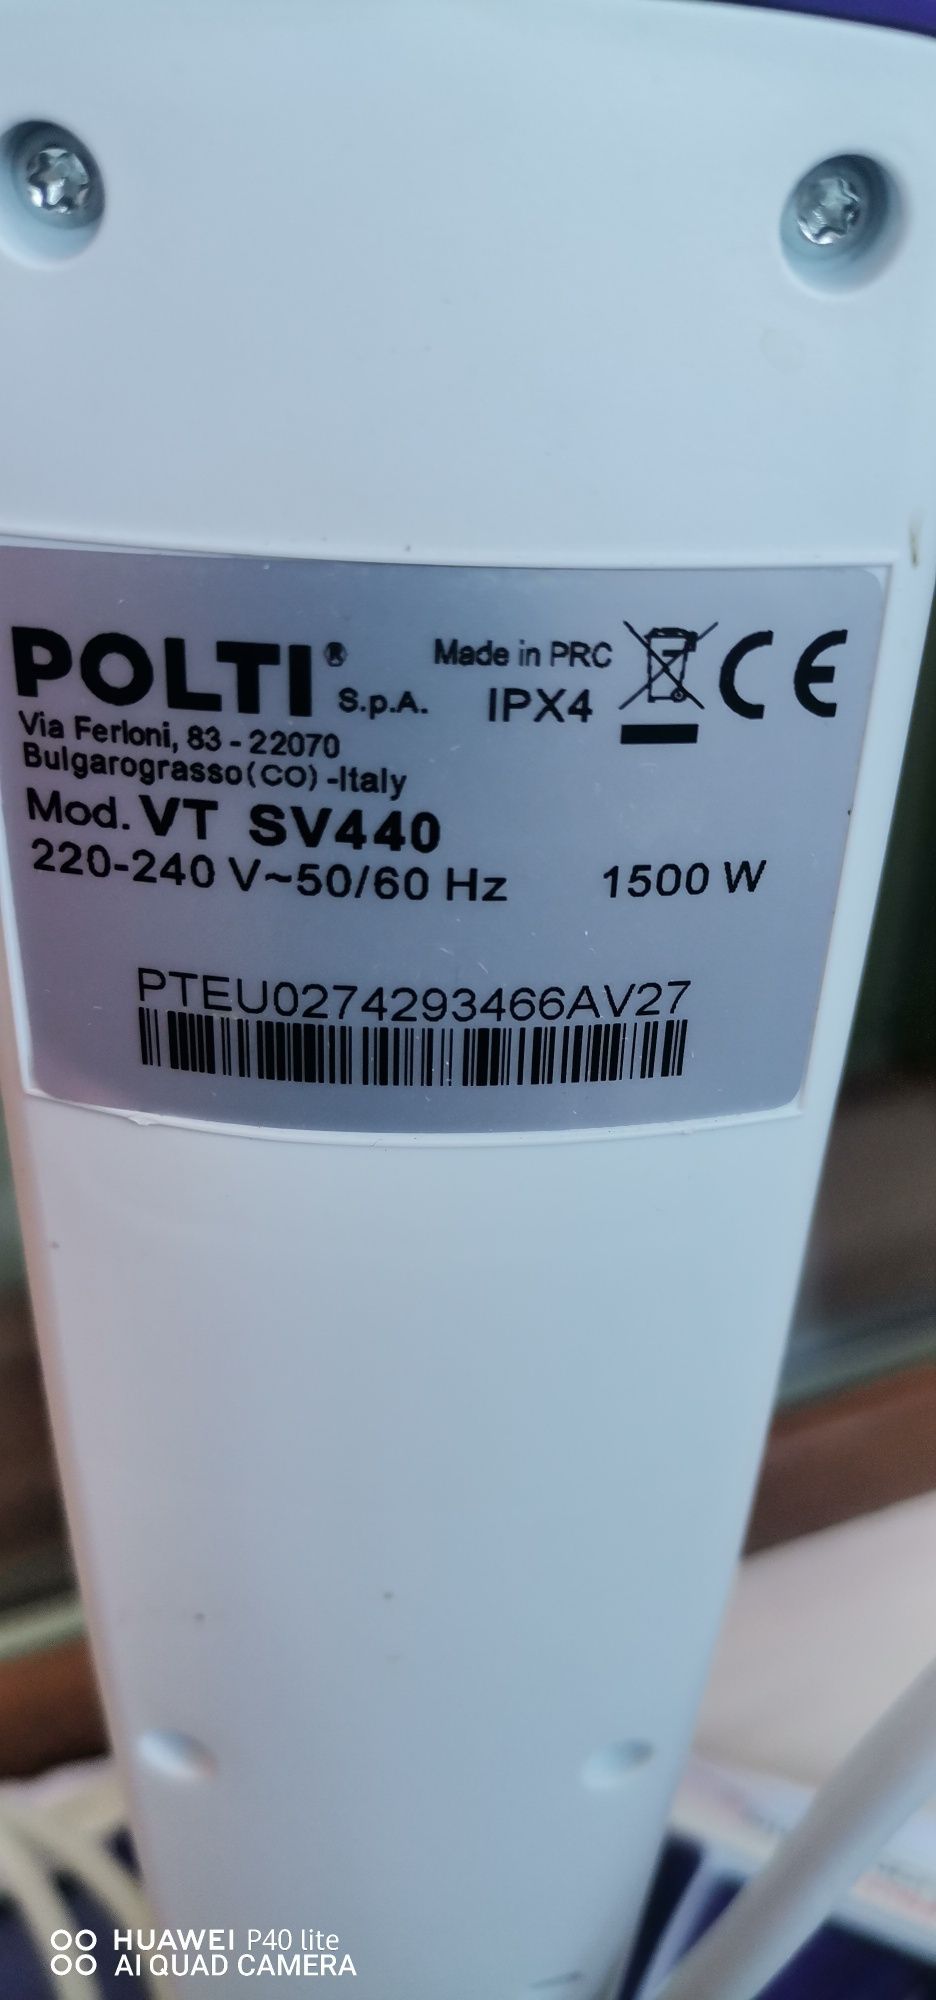 POLTI® S.p.A.
Made in PRC
IPX4
CE
Via Ferloni, 83 - 22070
Bulgarograsso(CO) -Italy
Mod. VT SV440
220-240 V~50/60 Hz 1500 W
PTEU0274293466AV27
HUAWEI P40 lite
AI QUAD CAMERA